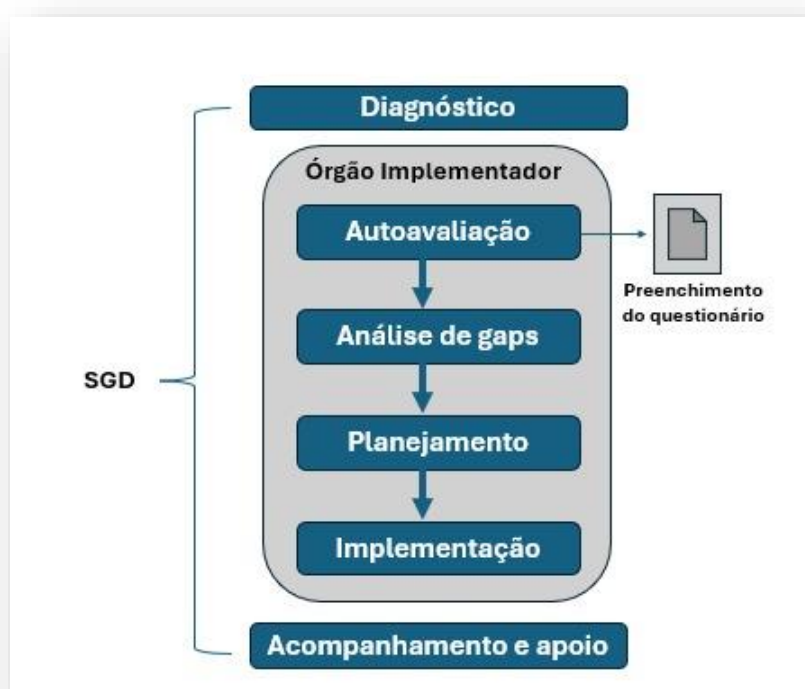 Diagnóstico
Órgão Implementador
Autoavaliação
Preenchimento
do questionário
Análise de gaps
SGD
Planejamento
Implementação
Acompanhamento e apoio